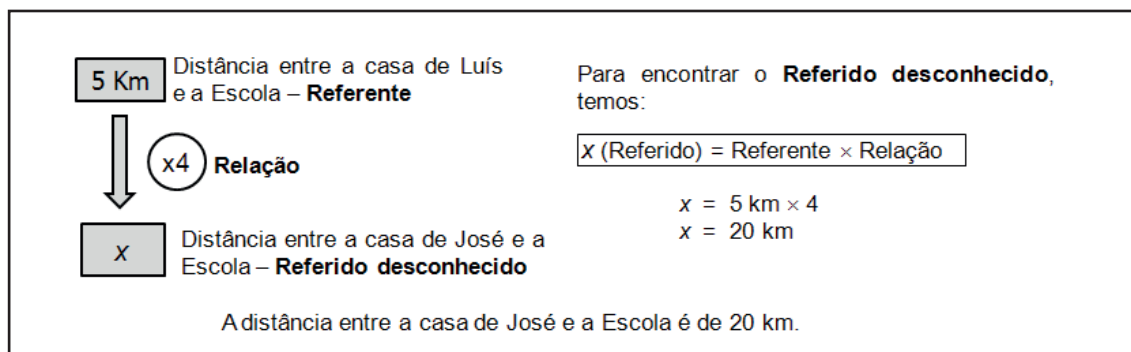 5 Km
Distância entre a casa de Luís
e a Escola – Referente
x4
Relação
x
Distância entre a casa de José e a
Escola – Referido desconhecido
Para encontrar o Referido desconhecido,
temos:
x (Referido) = Referente × Relação
x = 5 km × 4
x = 20 km
A distância entre a casa de José e a Escola é de 20 km.